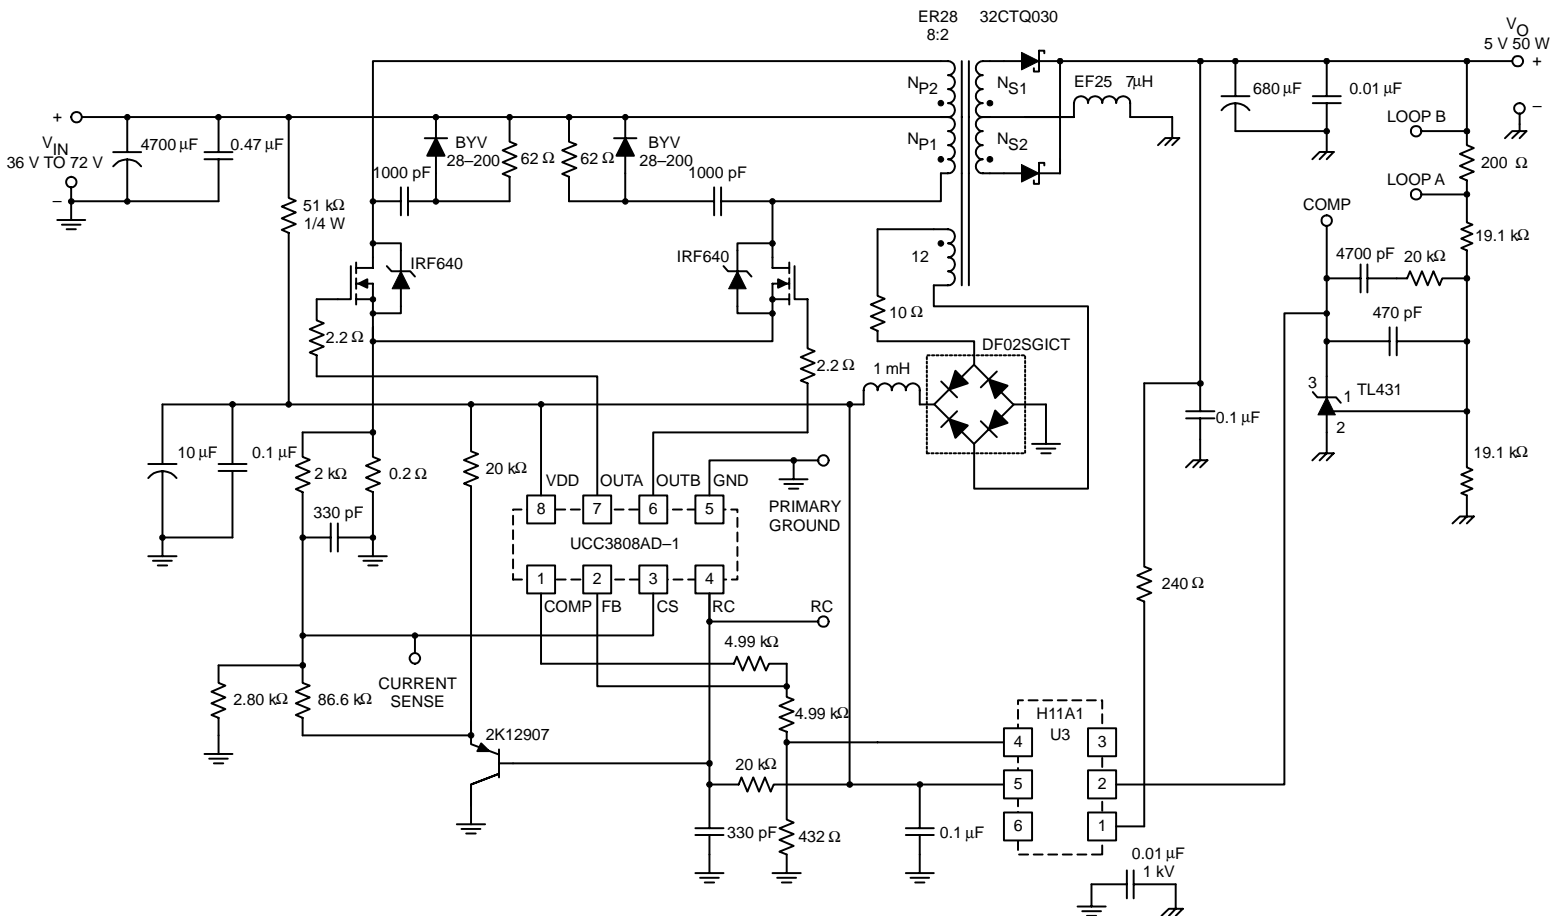 ER28
8:2
32CTQ030
VO
5 V 50 W
+
–
NP2
NP1
NS1
NS2
EF25 7µH
680 µF
0.01 µF
LOOP B
200 Ω
LOOP A
+
VIN
36 V TO 72 V
–
4700 µF
0.47 µF
BYV
28–200
62 Ω
62 Ω
BYV
28–200
1000 pF
1000 pF
51 kΩ
1/4 W
IRF640
IRF640
12
10 Ω
COMP
19.1 kΩ
4700 pF
20 kΩ
470 pF
2.2 Ω
2.2 Ω
1 mH
DF02SGICT
3
1
TL431
2
0.1 µF
19.1 kΩ
10 µF
0.1 µF
2 kΩ
0.2 Ω
20 kΩ
330 pF
VDD
OUTA
OUTB
GND
8
7
6
5
PRIMARY
GROUND
UCC3808AD–1
1
2
3
4
COMP
FB
CS
RC
RC
240 Ω
4.99 kΩ
CURRENT
SENSE
2.80 kΩ
86.6 kΩ
4.99 kΩ
2K12907
H11A1
U3
4
3
5
2
6
1
20 kΩ
330 pF
432 Ω
0.1 µF
0.01 µF
1 kV